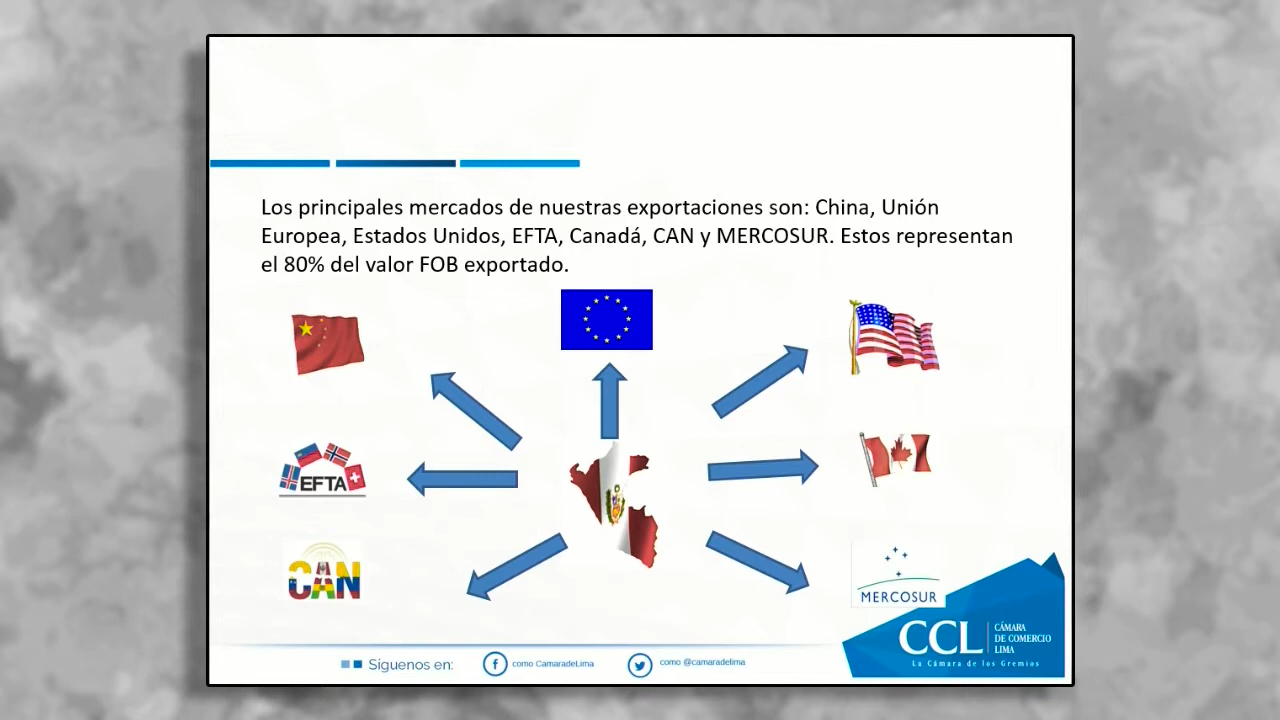 Los principales mercados de nuestras exportaciones son: China, Unión
Europea, Estados Unidos, EFTA, Canadá, CAN y MERCOSUR. Estos representan
el 80% del valor FOB exportado.
EFTA
CAN
MERCOSUR
CCL
CÁMARA
DE COMERCIO
LIMA
La Cámara de los Gremios
Síguenos en:
como CamaradeLima
como @camaradelima